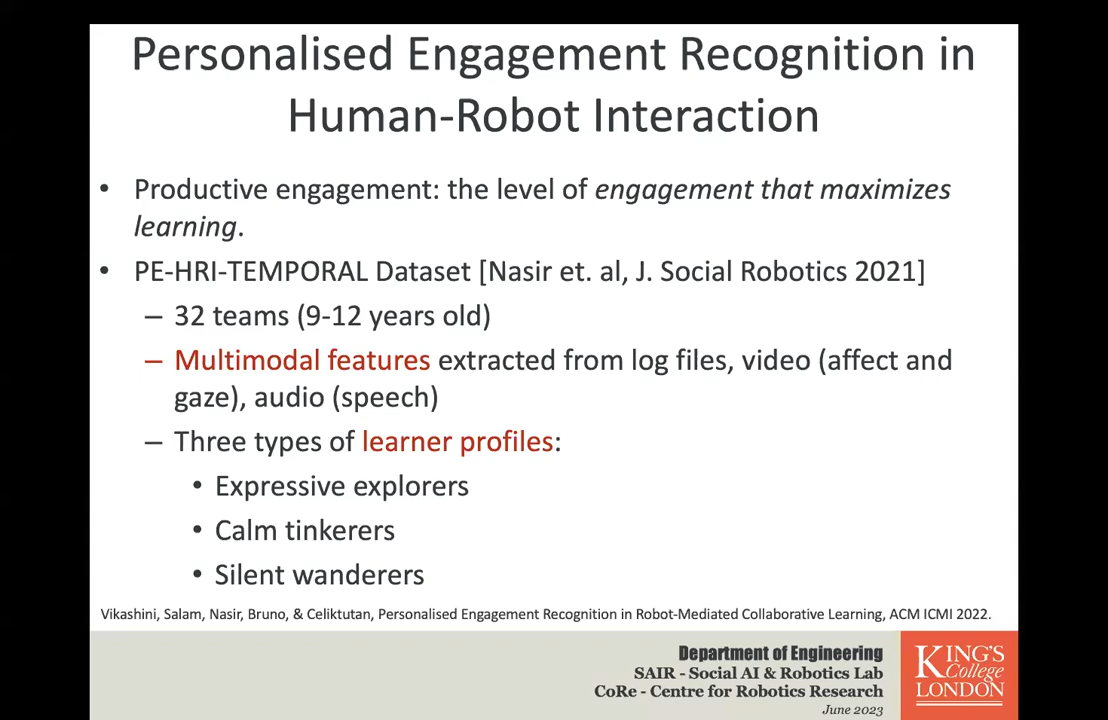 Personalised Engagement Recognition in
Human-Robot Interaction
• Productive engagement: the level of engagement that maximizes
learning.
• PE-HRI-TEMPORAL Dataset [Nasir et. al, J. Social Robotics 2021]
– 32 teams (9-12 years old)
– Multimodal features extracted from log files, video (affect and
gaze), audio (speech)
– Three types of learner profiles:
• Expressive explorers
• Calm tinkerers
• Silent wanderers
Vikashini, Salam, Nasir, Bruno, & Celiktutan, Personalised Engagement Recognition in Robot-Mediated Collaborative Learning, ACM ICMI 2022.
Department of Engineering
SAIR - Social AI & Robotics Lab
CoRe - Centre for Robotics Research
June 2023
KING'S
College
LONDON